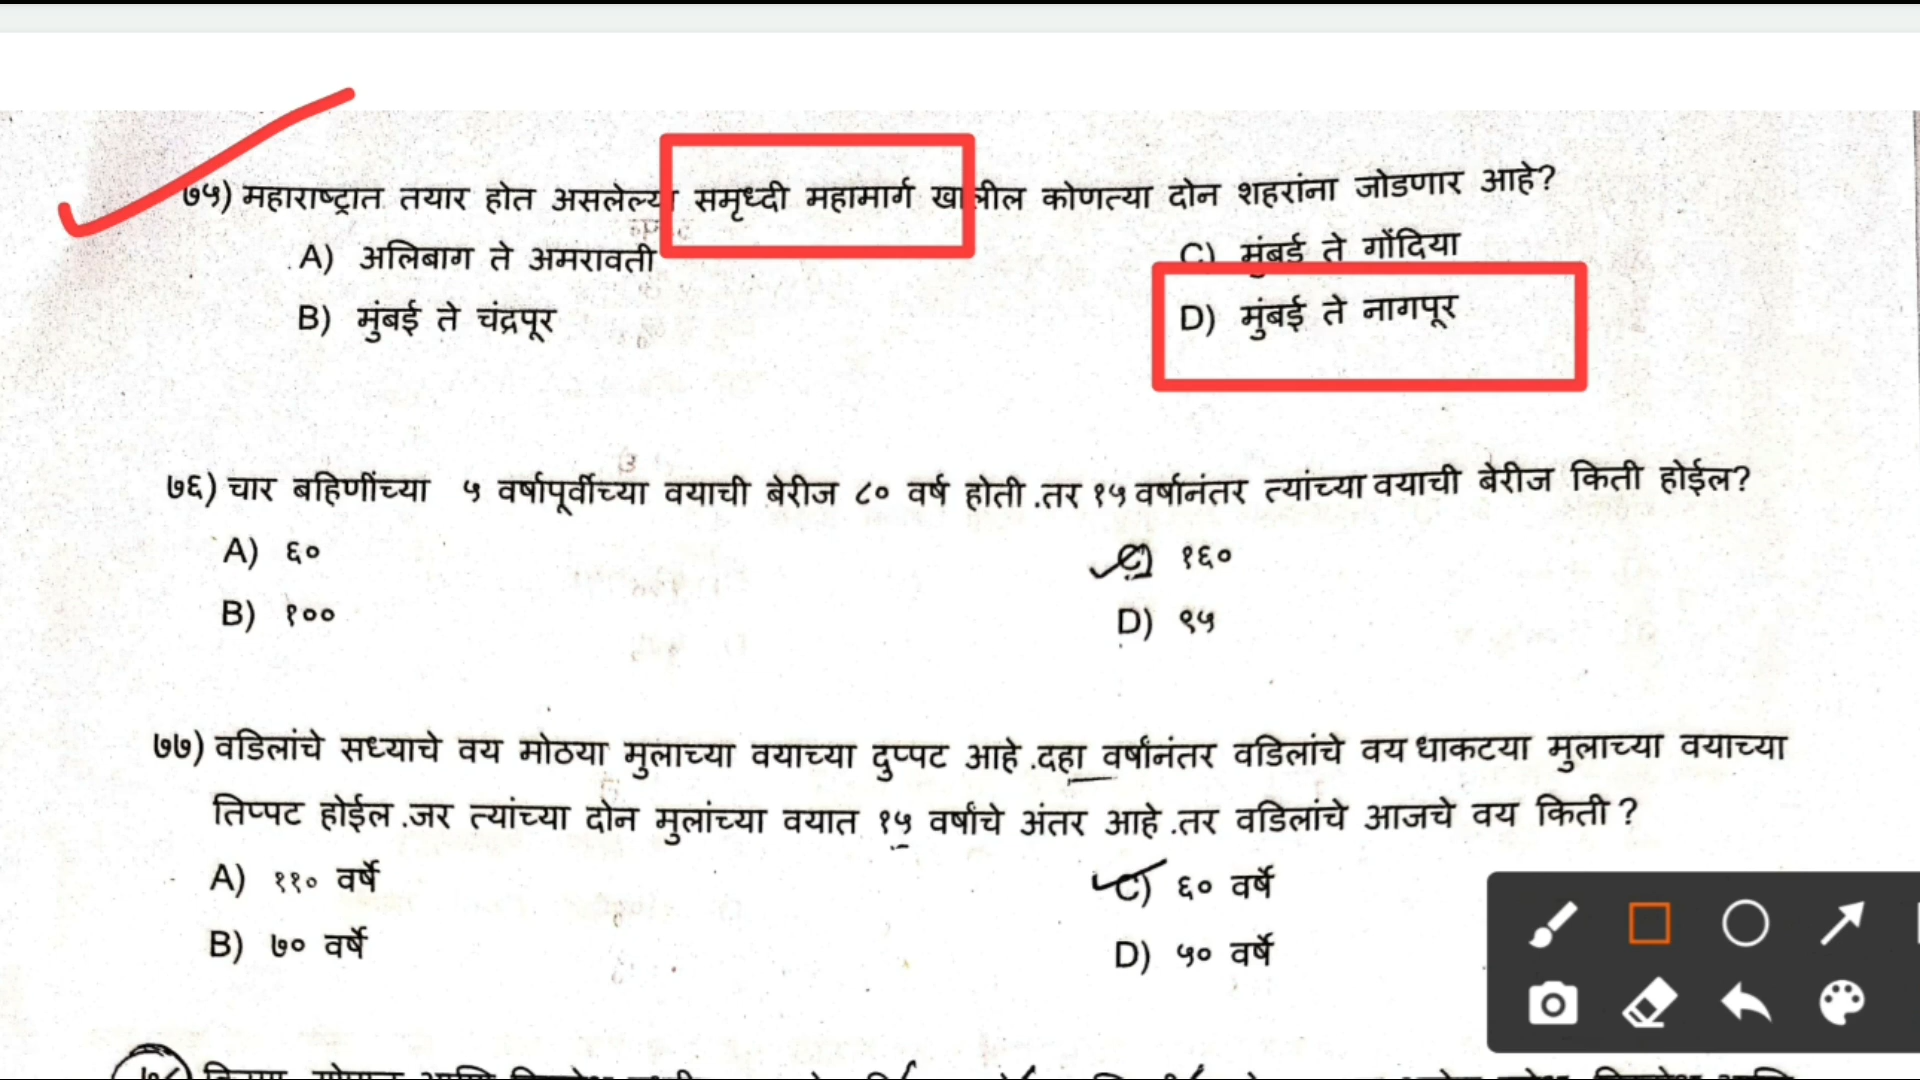 ७५) महाराष्ट्रात तयार होत असलेल्या समृध्दी महामार्ग खालील कोणत्या दोन शहरांना जोडणार आहे?
A) अलिबाग ते अमरावती
C) मुंबई ते गोंदिया
B) मुंबई ते चंद्रपूर
D) मुंबई ते नागपूर
७६) चार बहिणींच्या ५ वर्षापूर्वीच्या वयाची बेरीज ८० वर्ष होती .तर १५ वर्षानंतर त्यांच्या वयाची बेरीज किती होईल?
A) ६०
C) १६०
B) १००
D) ९५
७७) वडिलांचे सध्याचे वय मोठया मुलाच्या वयाच्या दुप्पट आहे .दहा वर्षांनंतर वडिलांचे वय धाकटया मुलाच्या वयाच्या
तिप्पट होईल .जर त्यांच्या दोन मुलांच्या वयात १५ वर्षांचे अंतर आहे .तर वडिलांचे आजचे वय किती ?
A) ११० वर्षे
C) ६० वर्षे
B) ७० वर्षे
D) ५० वर्षे